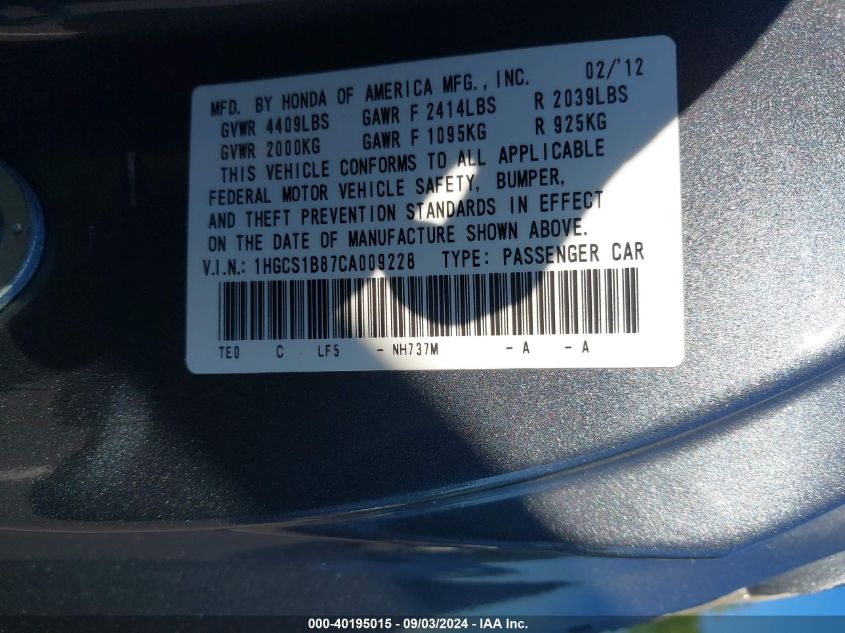 MFD. BY HONDA OF AMERICA MFG., INC. 02/'12
GVWR 4409LBS GAWR F 2414LBS R 2039LBS
GVWR 2000KG GAWR F 1095KG R 925KG
THIS VEHICLE CONFORMS TO ALL APPLICABLE
FEDERAL MOTOR VEHICLE SAFETY, BUMPER,
AND THEFT PREVENTION STANDARDS IN EFFECT
ON THE DATE OF MANUFACTURE SHOWN ABOVE.
V.I.N.: 1HGCS1B87CA009228 TYPE: PASSENGER CAR
TE0 C LF5 - NH737M - A - A
000-40195015 - 09/03/2024 - IAA Inc.